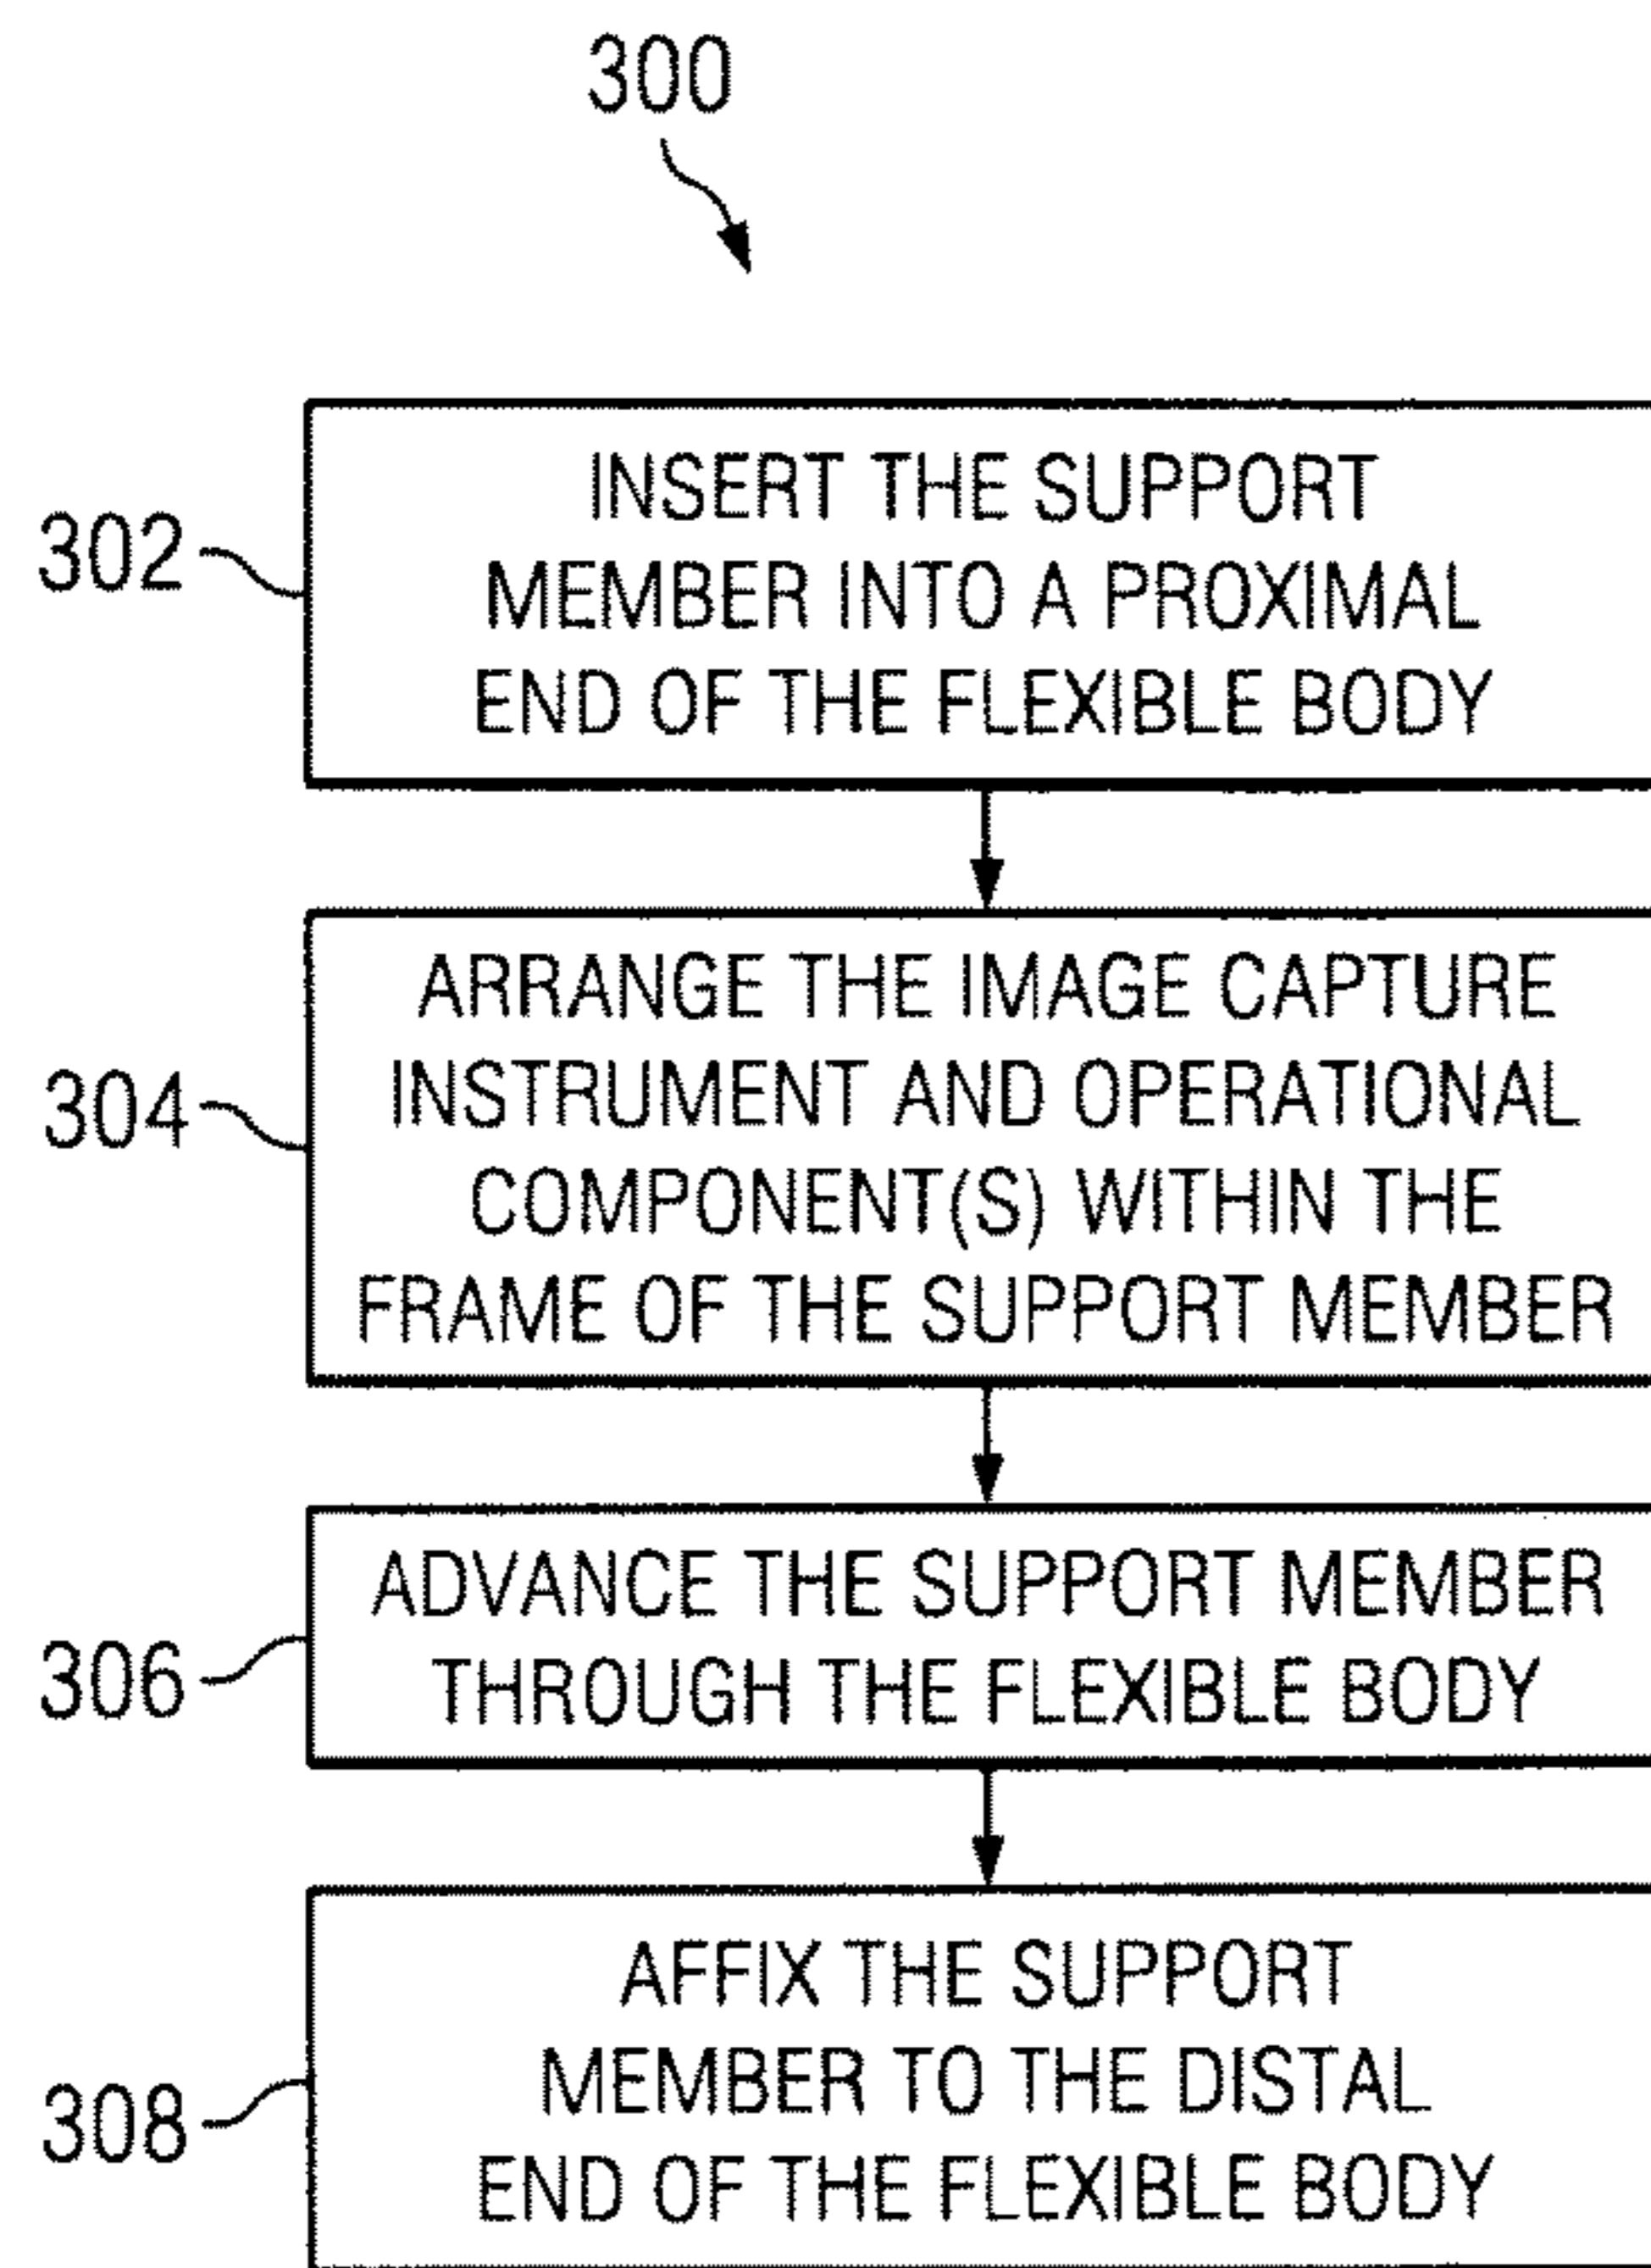 300
302
INSERT THE SUPPORT
MEMBER INTO A PROXIMAL
END OF THE FLEXIBLE BODY
304
ARRANGE THE IMAGE CAPTURE
INSTRUMENT AND OPERATIONAL
COMPONENT(S) WITHIN THE
FRAME OF THE SUPPORT MEMBER
306
ADVANCE THE SUPPORT MEMBER
THROUGH THE FLEXIBLE BODY
308
AFFIX THE SUPPORT
MEMBER TO THE DISTAL
END OF THE FLEXIBLE BODY